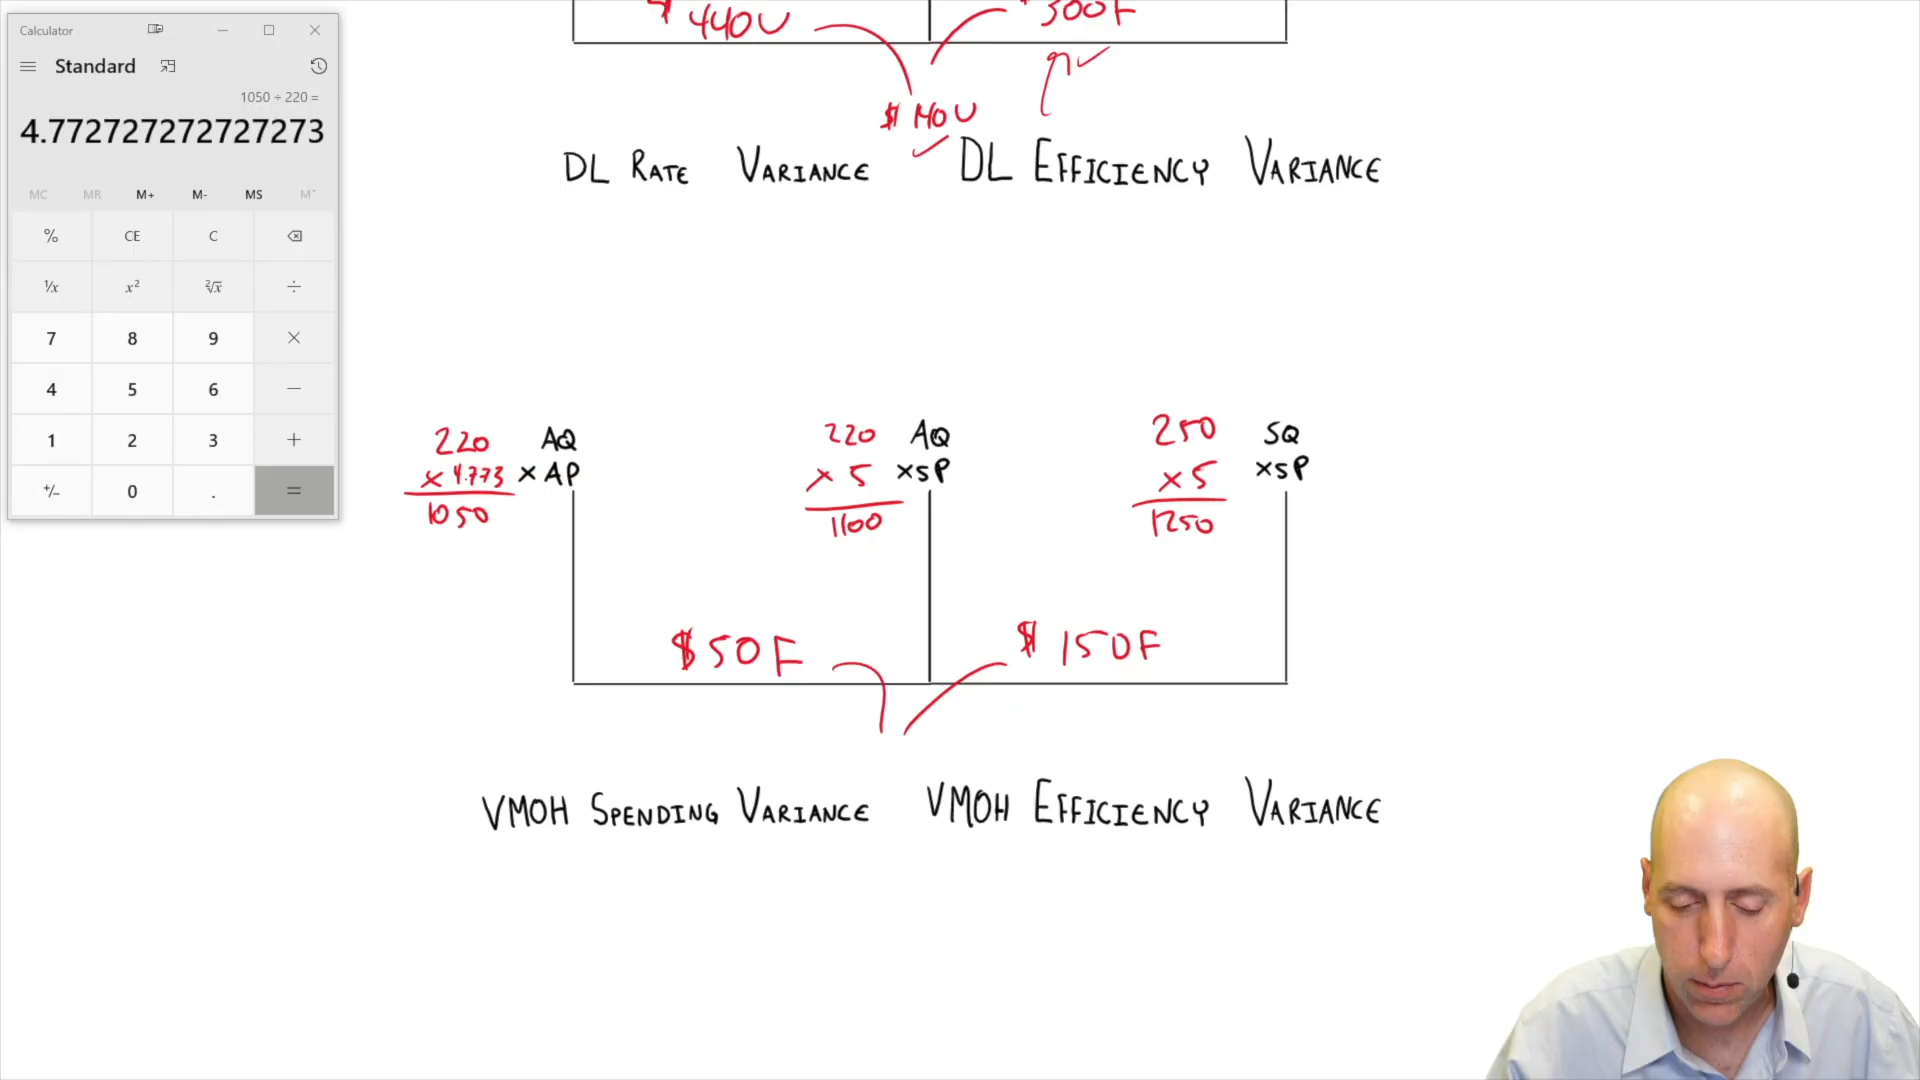 Calculator
Standard
1050 ÷ 220 =
4.772727272727273
MC MR M+ M- MS M˅
% CE C
¹/x x² ²√x ÷
7 8 9 ×
4 5 6 −
1 2 3 +
+/− 0 . =
$ 440U
300F
$ 140 U
DL RATE VARIANCE
DL EFFICIENCY VARIANCE
220 AQ
× 4.773 × AP
1050
220 AQ
× 5 ×SP
1100
250 SQ
× 5 ×SP
1250
$50F
$ 150F
VMOH SPENDING VARIANCE
VMOH EFFICIENCY VARIANCE